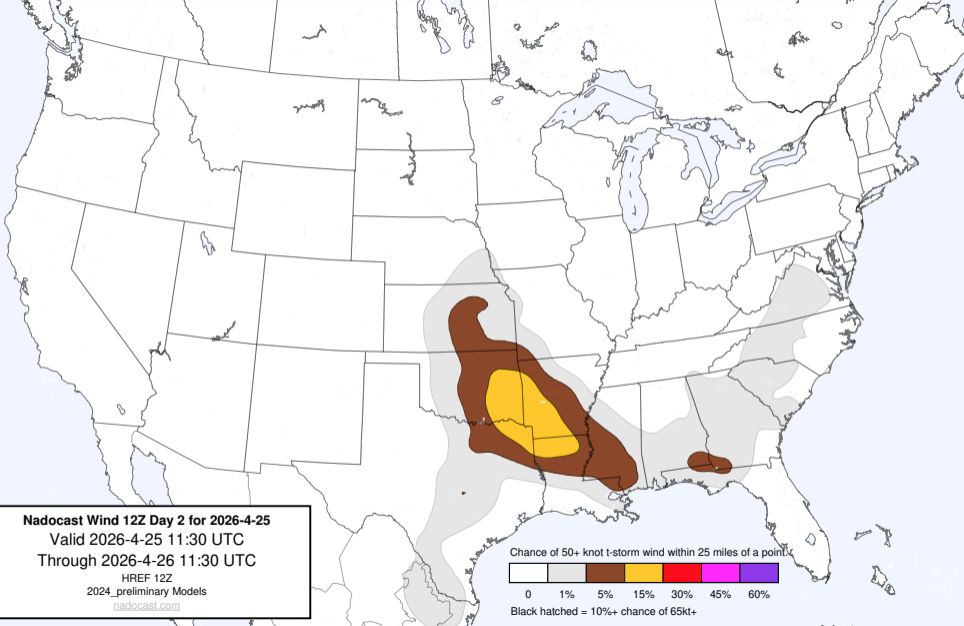 Nadocast Wind 12Z Day 2 for 2026-4-25
Valid 2026-4-25 11:30 UTC
Through 2026-4-26 11:30 UTC
HREF 12Z
2024_preliminary Models
nadocast.com
Chance of 50+ knot t-storm wind within 25 miles of a point.
0 1% 5% 15% 30% 45% 60%
Black hatched = 10%+ chance of 65kt+